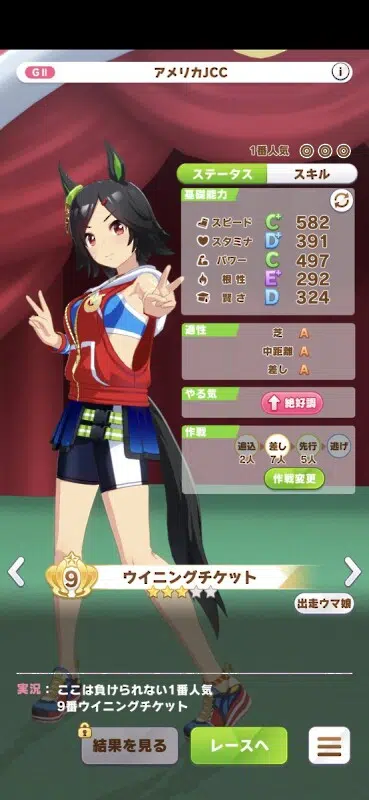 GⅡ アメリカJCC
1番人気 ◎ ◎ ◎
ステータス スキル
基礎能力
スピード C+ 582
スタミナ D+ 391
パワー C 497
根性 E+ 292
賢さ D 324
適性
芝 A
中距離 A
差し A
やる気
絶好調
作戦
追込 差し 先行 逃げ
2人 7人 5人
作戦変更
9 ウイニングチケット
出走ウマ娘
実況： ここは負けられない1番人気
9番ウイニングチケット
結果を見る レースへ